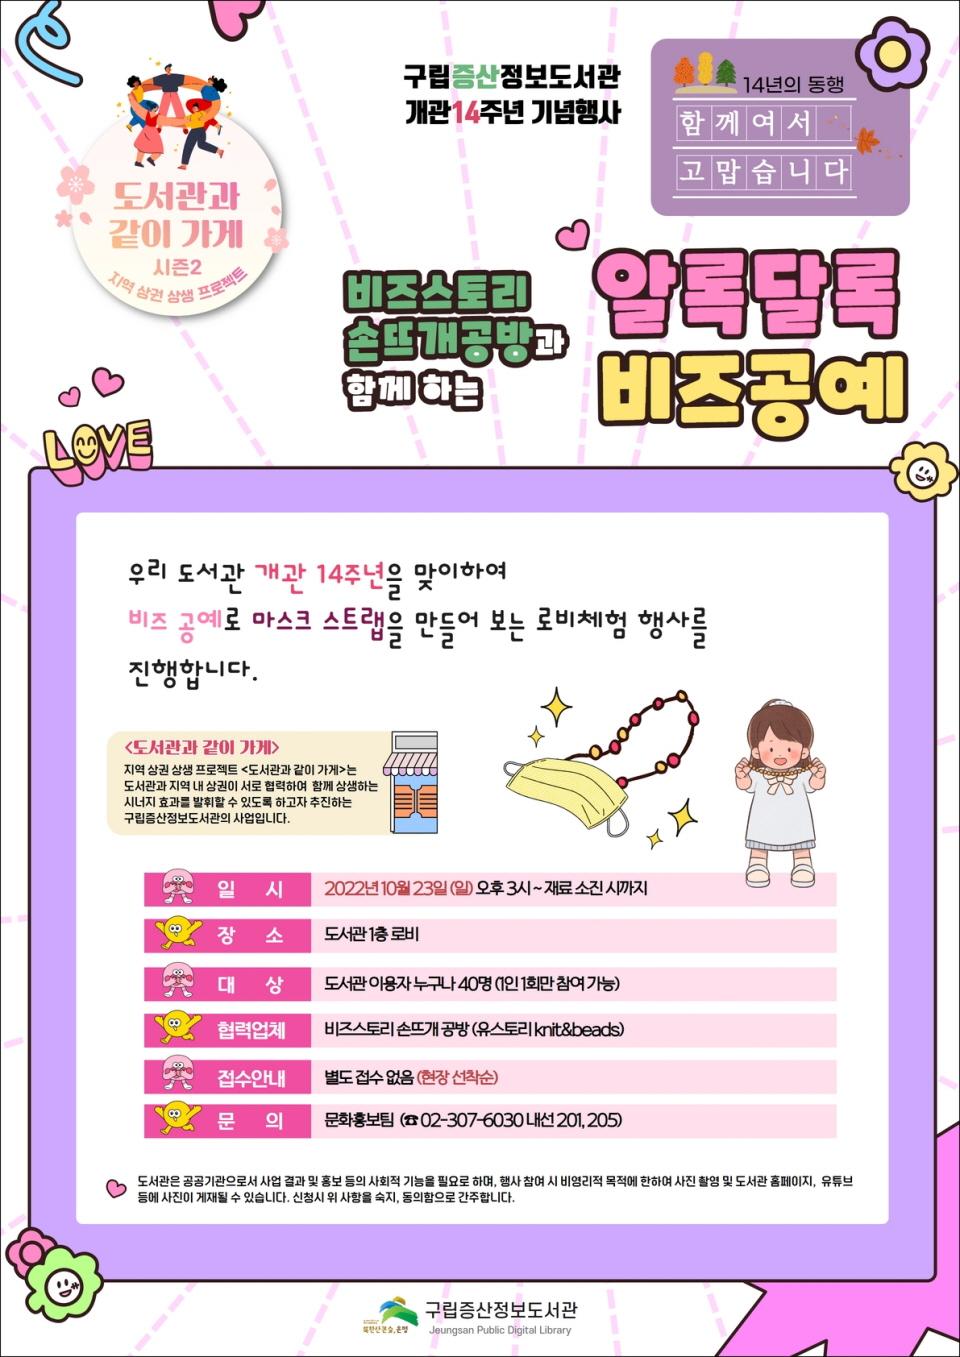 구립증산정보도서관
개관14주년 기념행사
14년의 동행
함께여서
고맙습니다
도서관과
같이 가게
시즌2
지역 상권 상생 프로젝트
비즈스토리
손뜨개공방과
함께 하는
알록달록
비즈공예
LOVE
우리 도서관 개관 14주년을 맞이하여
비즈 공예로 마스크 스트랩을 만들어 보는 로비체험 행사를
진행합니다.
<도서관과 같이 가게>
지역 상권 상생 프로젝트 <도서관과 같이 가게>는
도서관과 지역 내 상권이 서로 협력하여 함께 상생하는
시너지 효과를 발휘할 수 있도록 하고자 추진하는
구립증산정보도서관의 사업입니다.
일 시 2022년 10월 23일 (일) 오후 3시 ~ 재료 소진 시까지
장 소 도서관 1층 로비
대 상 도서관 이용자 누구나 40명 (1인 1회만 참여 가능)
협력업체 비즈스토리 손뜨개 공방 (유스토리 knit&beads)
접수안내 별도 접수 없음 (현장 선착순)
문 의 문화홍보팀 (☎ 02-307-6030 내선 201, 205)
도서관은 공공기관으로서 사업 결과 및 홍보 등의 사회적 기능을 필요로 하며, 행사 참여 시 비영리적 목적에 한하여 사진 촬영 및 도서관 홈페이지, 유튜브
등에 사진이 게재될 수 있습니다. 신청시 위 사항을 숙지, 동의함으로 간주합니다.
북한산 큰 숲, 은평
구립증산정보도서관
Jeungsan Public Digital Library